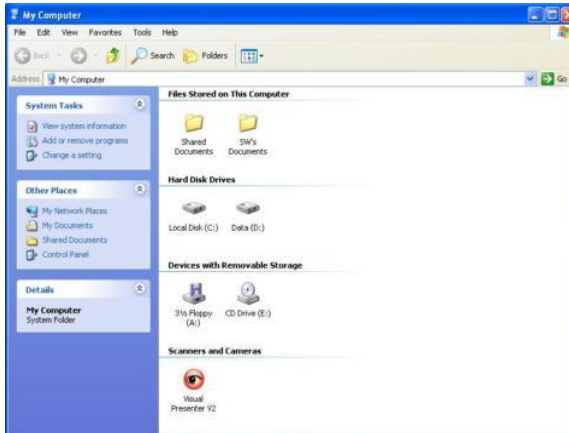 My Computer
File Edit View Favorites Tools Help
Back Search Folders
Address My Computer Go
System Tasks
View system information
Add or remove programs
Change a setting
Other Places
My Network Places
My Documents
Shared Documents
Control Panel
Details
My Computer
System Folder
Files Stored on This Computer
Shared Documents
SW's Documents
Hard Disk Drives
Local Disk (C:) Data (D:)
Devices with Removable Storage
3½ Floppy (A:)
CD Drive (E:)
Scanners and Cameras
Visual
Presenter V2